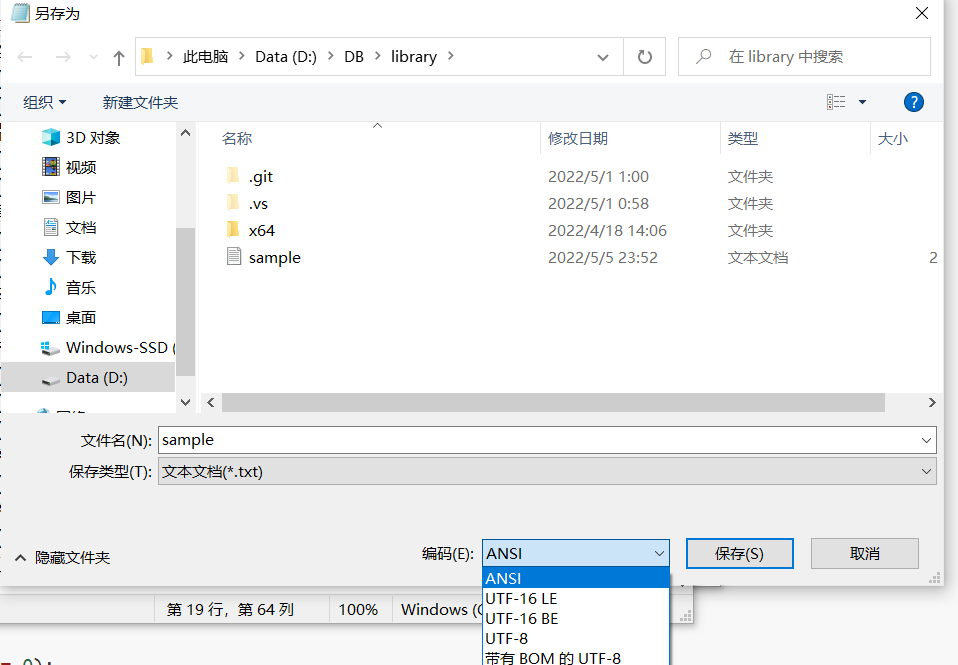 另存为
此电脑 Data (D:) DB library
在 library 中搜索
组织 新建文件夹
?
名称 修改日期 类型 大小
3D 对象
视频
图片
文档
下载
音乐
桌面
Windows-SSD (
Data (D:)
.git 2022/5/1 1:00 文件夹
.vs 2022/5/1 0:58 文件夹
x64 2022/4/18 14:06 文件夹
sample 2022/5/5 23:52 文本文档 2
文件名(N): sample
保存类型(T): 文本文档(*.txt)
隐藏文件夹
编码(E): ANSI
保存(S) 取消
ANSI
UTF-16 LE
UTF-16 BE
UTF-8
带有 BOM 的 UTF-8
第 19 行，第 64 列 100% Windows (